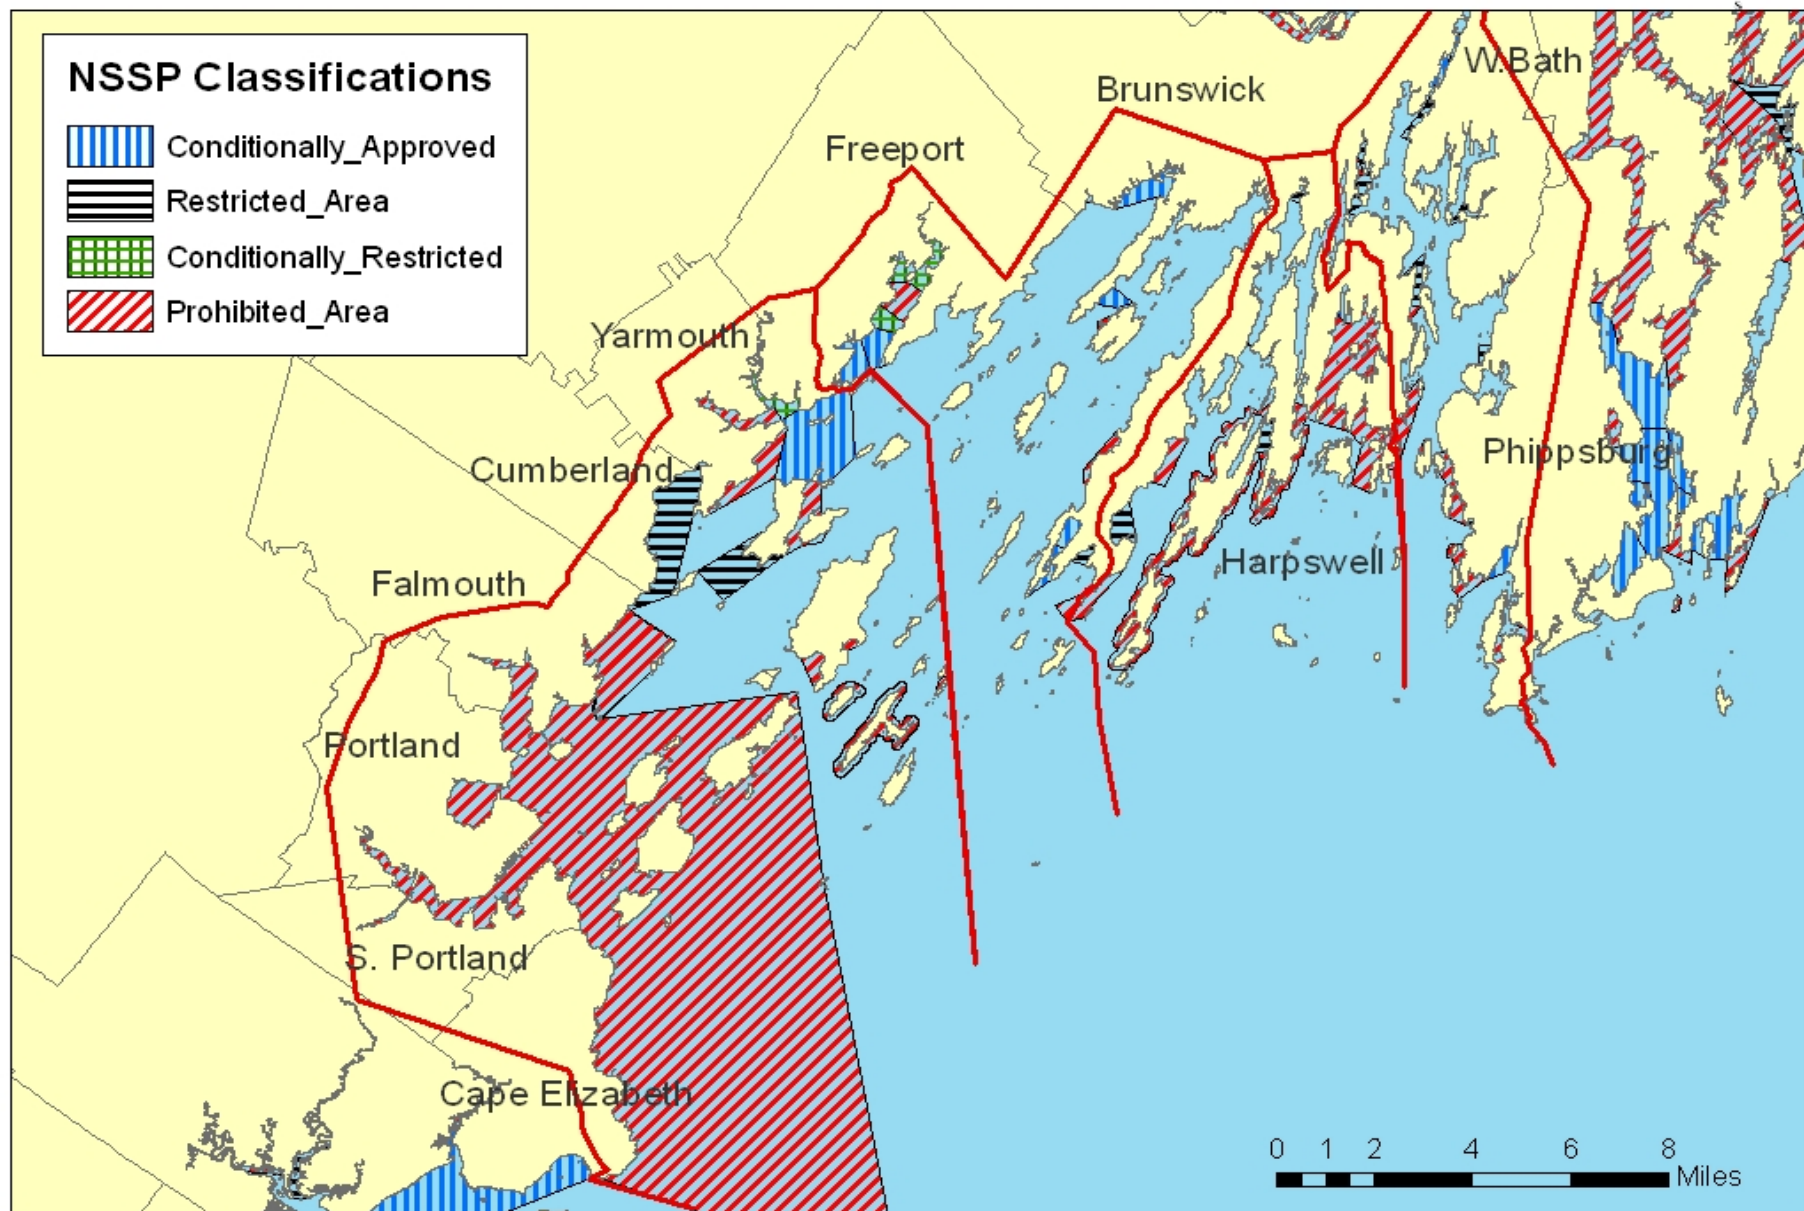 NSSP Classifications
Conditionally_Approved
Restricted_Area
Conditionally_Restricted
Prohibited_Area
W.Bath
Brunswick
Freeport
Yarmouth
Phippsburg
Cumberland
Harpswell
Falmouth
Portland
S. Portland
Cape Elizabeth
0 1 2 4 6 8
Miles